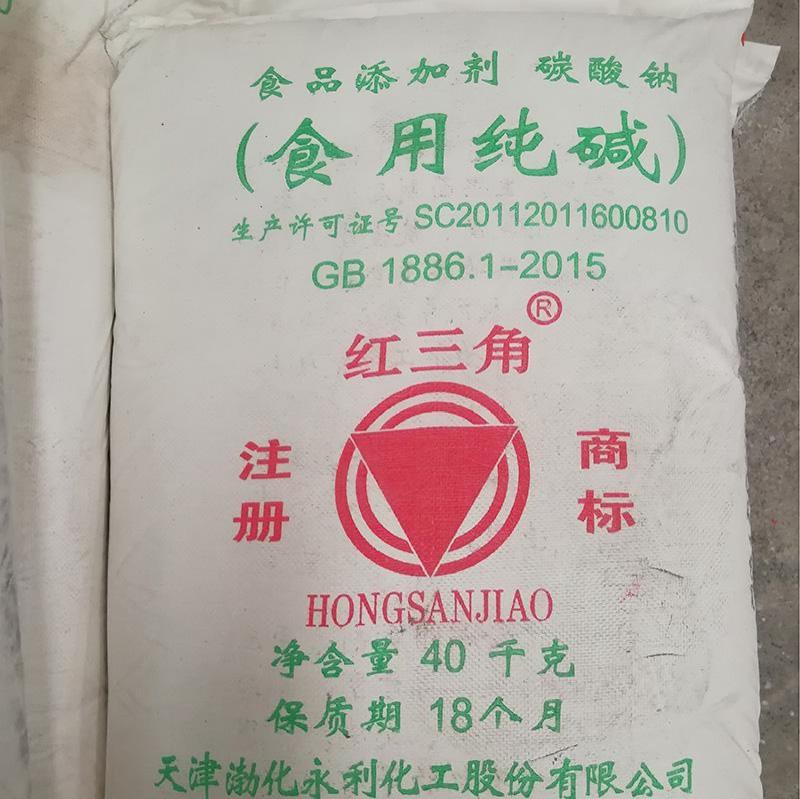 食品添加剂 碳酸钠
(食用纯碱)
生产许可证号 SC20112011600810
GB 1886.1-2015
红三角®
注册
商标
HONGSANJIAO
净含量 40 千克
保质期 18个月
天津渤化永利化工股份有限公司